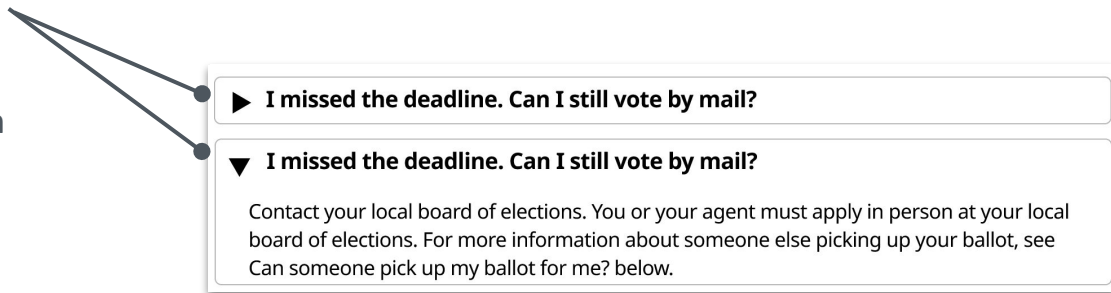 I missed the deadline. Can I still vote by mail?
I missed the deadline. Can I still vote by mail?
Contact your local board of elections. You or your agent must apply in person at your local
board of elections. For more information about someone else picking up your ballot, see
Can someone pick up my ballot for me? below.